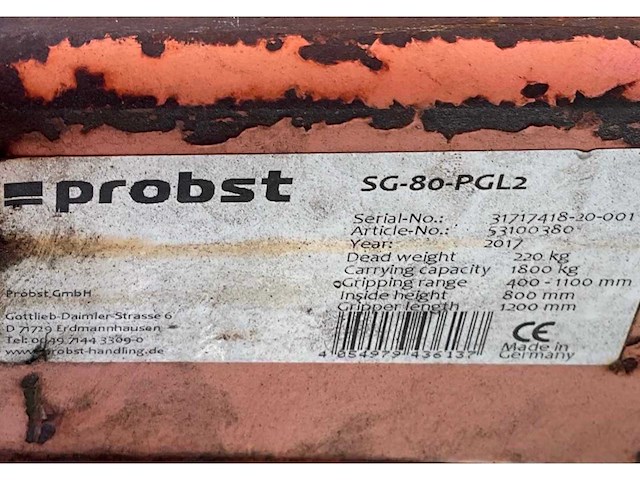 probst
SG-80-PGL2
Serial-No.: 31717418-20-001
Article-No.: 53100380
Year: 2017
Dead weight 220 kg
Carrying capacity 1800 kg
Gripping range 400 - 1100 mm
Inside height 800 mm
Gripper length 1200 mm
Probst GmbH
Gottlieb-Daimler-Strasse 6
D 71729 Erdmannhausen
Tel: 0049 7144 3309-0
www.probst-handling.de
4 054979 436137
CE
Made in
Germany